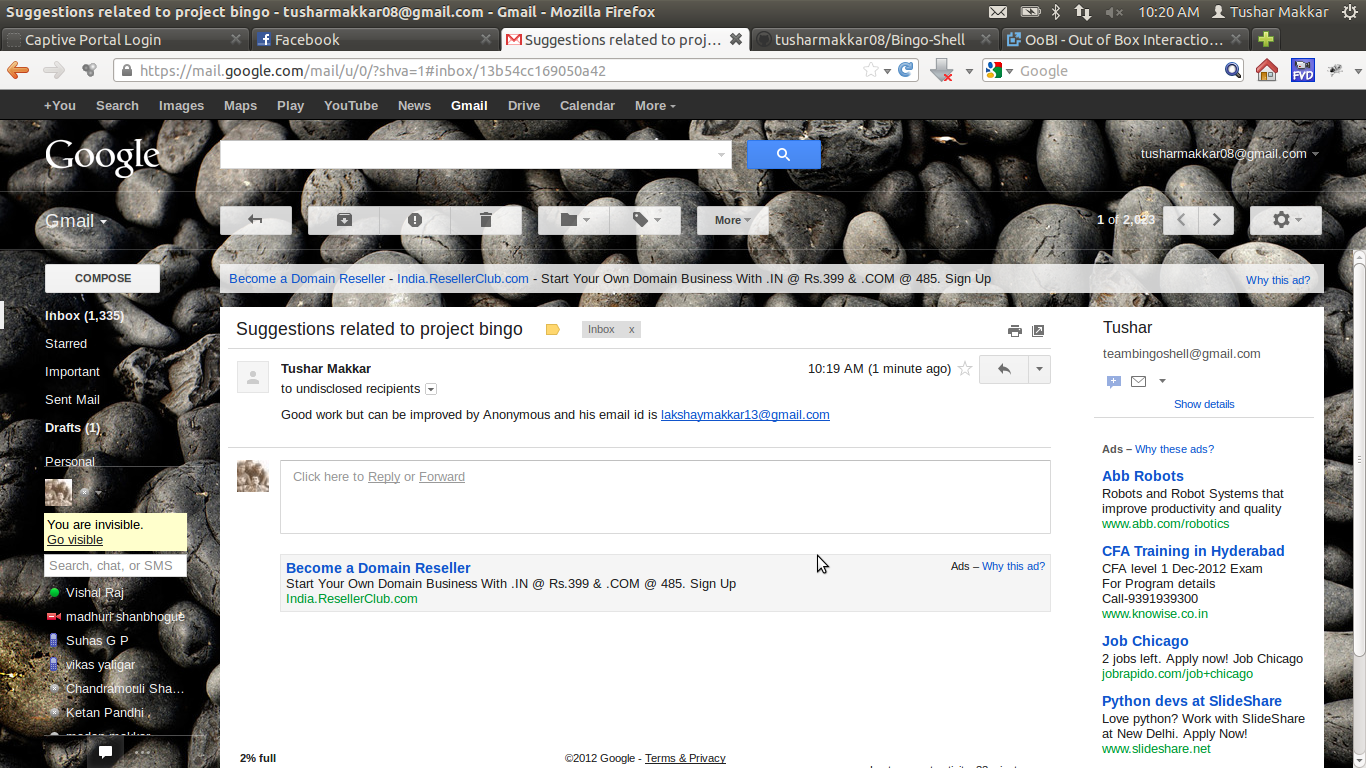 Suggestions related to project bingo - tusharmakkar08@gmail.com - Gmail - Mozilla Firefox
10:20 AM Tushar Makkar
Captive Portal Login
Facebook
Suggestions related to proj...
tusharmakkar08/Bingo-Shell
OoBI - Out of Box Interactio...
https://mail.google.com/mail/u/0/?shva=1#inbox/13b54cc169050a42
Google
FVD
+You Search Images Maps Play YouTube News Gmail Drive Calendar More
Google
tusharmakkar08@gmail.com
Gmail
More
1 of 2,023
COMPOSE
Become a Domain Reseller - India.ResellerClub.com - Start Your Own Domain Business With .IN @ Rs.399 & .COM @ 485. Sign Up
Why this ad?
Inbox (1,335)
Starred
Important
Sent Mail
Drafts (1)
Personal
You are invisible.
Go visible
Search, chat, or SMS
Vishal Raj
madhuri shanbhogue
Suhas G P
vikas yaligar
Chandramouli Sha...
Ketan Pandhi
Suggestions related to project bingo
Inbox x
Tushar Makkar
10:19 AM (1 minute ago)
to undisclosed recipients
Good work but can be improved by Anonymous and his email id is lakshaymakkar13@gmail.com
Click here to Reply or Forward
Become a Domain Reseller
Ads – Why this ad?
Start Your Own Domain Business With .IN @ Rs.399 & .COM @ 485. Sign Up
India.ResellerClub.com
2% full
©2012 Google - Terms & Privacy
Tushar
teambingoshell@gmail.com
Show details
Ads – Why these ads?
Abb Robots
Robots and Robot Systems that
improve productivity and quality
www.abb.com/robotics
CFA Training in Hyderabad
CFA level 1 Dec-2012 Exam
For Program details
Call-9391939300
www.knowise.co.in
Job Chicago
2 jobs left. Apply now! Job Chicago
jobrapido.com/job+chicago
Python devs at SlideShare
Love python? Work with SlideShare
at New Delhi. Apply Now!
www.slideshare.net